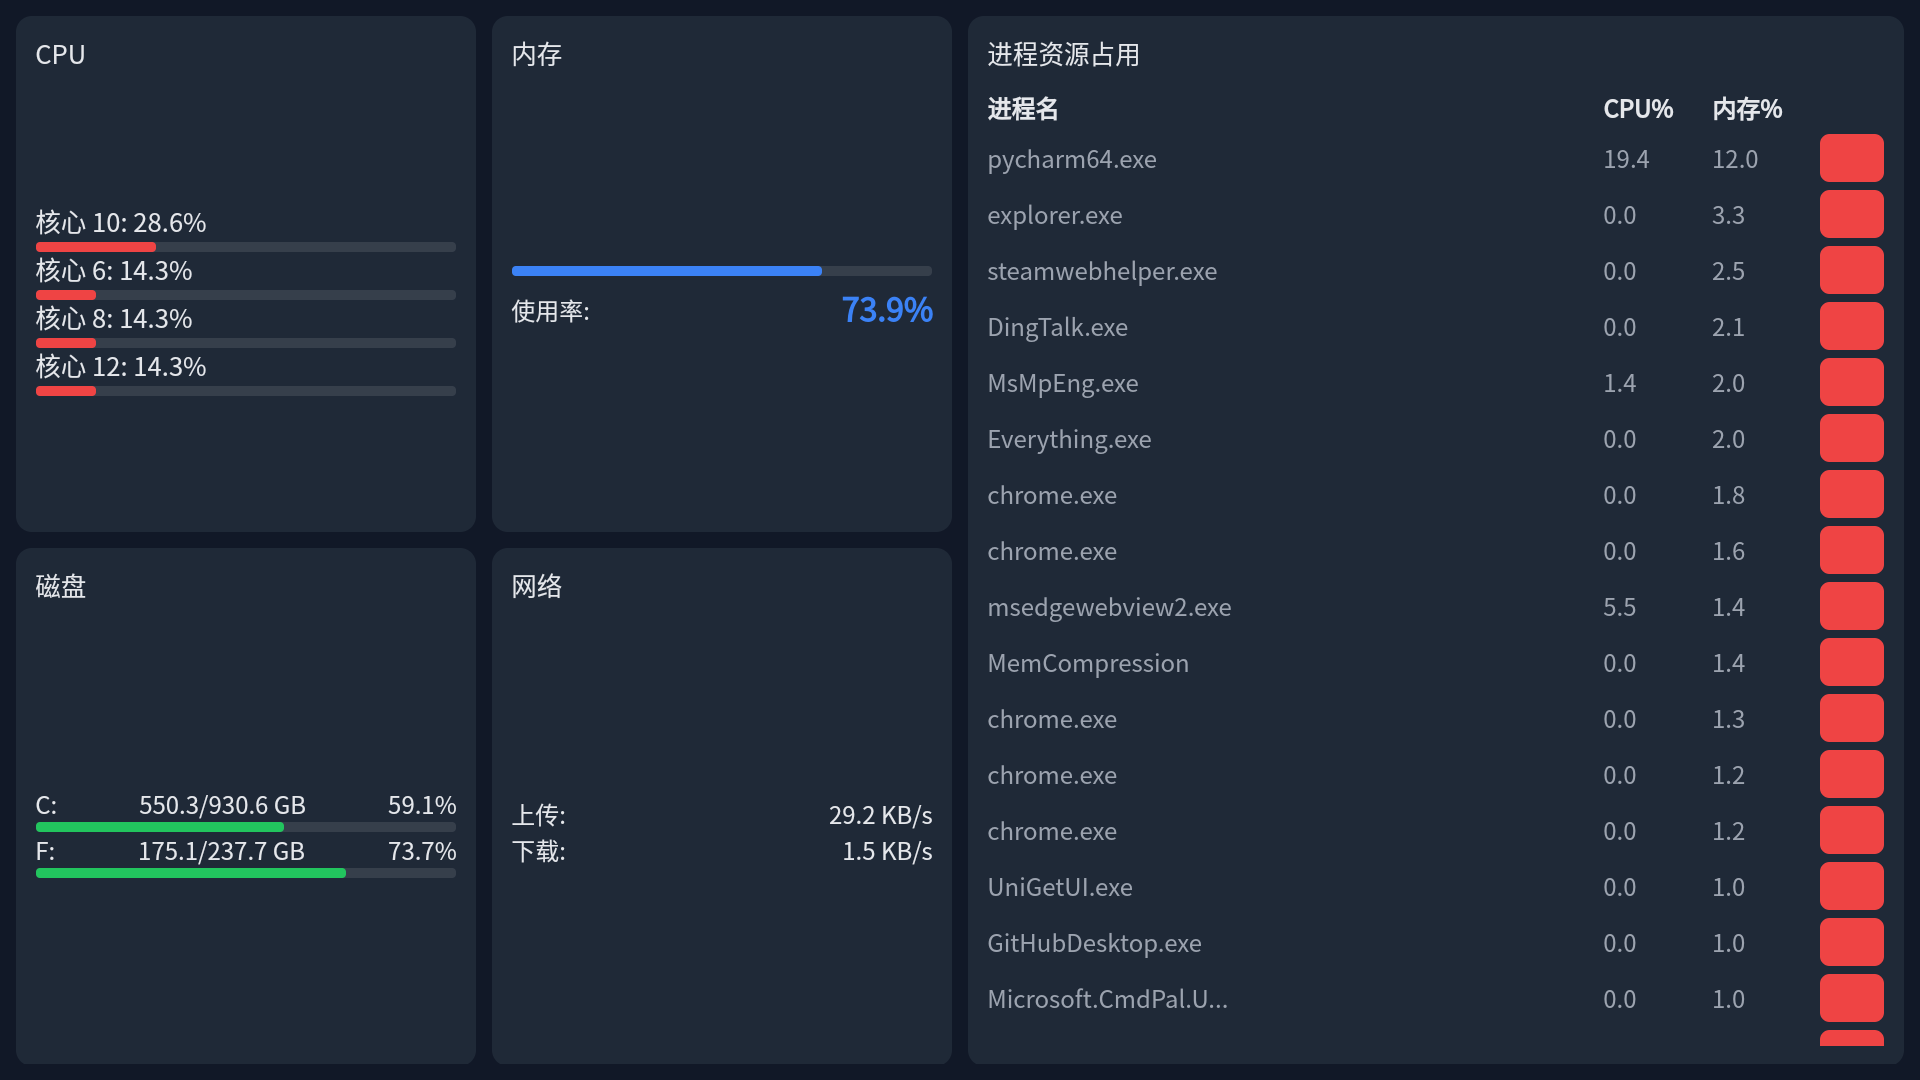 CPU
核心 10: 28.6%
核心 6: 14.3%
核心 8: 14.3%
核心 12: 14.3%
内存
使用率: 73.9%
磁盘
C: 550.3/930.6 GB 59.1%
F: 175.1/237.7 GB 73.7%
网络
上传: 29.2 KB/s
下载: 1.5 KB/s
进程资源占用
进程名 CPU% 内存%
pycharm64.exe 19.4 12.0
explorer.exe 0.0 3.3
steamwebhelper.exe 0.0 2.5
DingTalk.exe 0.0 2.1
MsMpEng.exe 1.4 2.0
Everything.exe 0.0 2.0
chrome.exe 0.0 1.8
chrome.exe 0.0 1.6
msedgewebview2.exe 5.5 1.4
MemCompression 0.0 1.4
chrome.exe 0.0 1.3
chrome.exe 0.0 1.2
chrome.exe 0.0 1.2
UniGetUI.exe 0.0 1.0
GitHubDesktop.exe 0.0 1.0
Microsoft.CmdPal.U... 0.0 1.0